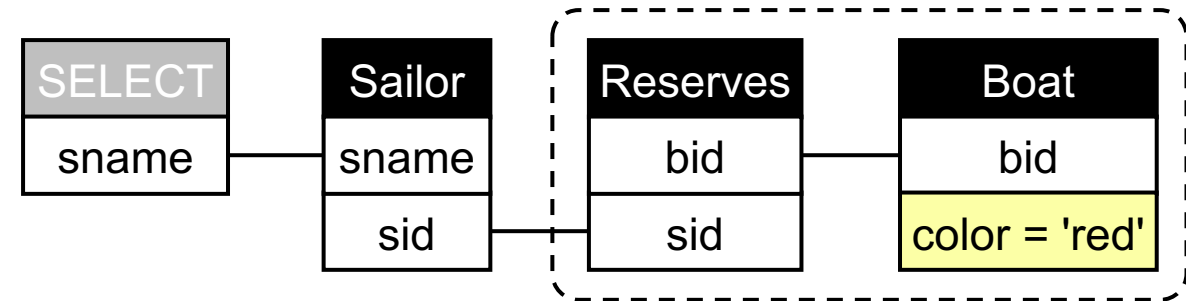 SELECT
sname
Sailor
sname
sid
Reserves
bid
sid
Boat
bid
color = 'red'